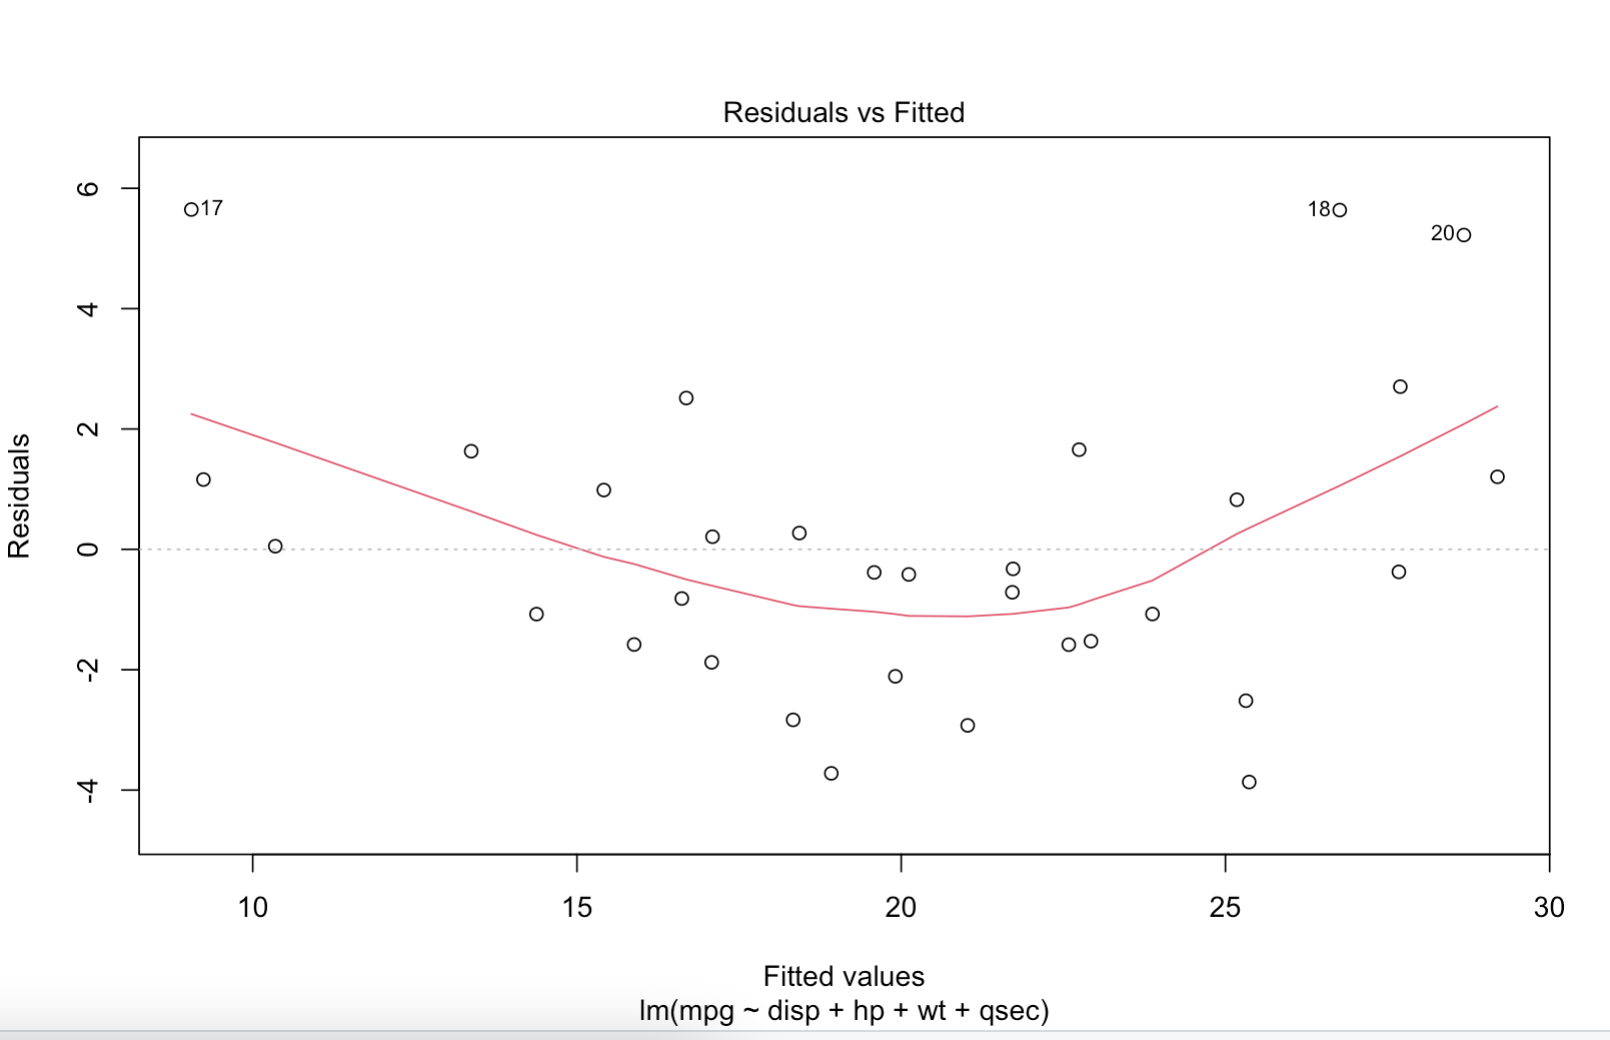 Residuals vs Fitted
6
4
2
0
-2
-4
Residuals
17
18
20
10 15 20 25 30
Fitted values
lm(mpg ~ disp + hp + wt + qsec)